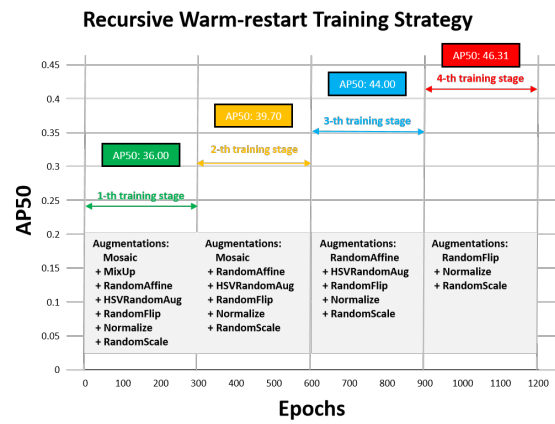 Recursive Warm-restart Training Strategy
AP50
0.45
0.4
0.35
0.3
0.25
0.2
0.15
0.1
0.05
0
AP50: 36.00
1-th training stage
AP50: 39.70
2-th training stage
AP50: 44.00
3-th training stage
AP50: 46.31
4-th training stage
Augmentations:
Mosaic
+ MixUp
+ RandomAffine
+ HSVRandomAug
+ RandomFlip
+ Normalize
+ RandomScale
Augmentations:
Mosaic
+ RandomAffine
+ HSVRandomAug
+ RandomFlip
+ Normalize
+ RandomScale
Augmentations:
RandomAffine
+ HSVRandomAug
+ RandomFlip
+ Normalize
+ RandomScale
Augmentations:
RandomFlip
+ Normalize
+ RandomScale
0 100 200 300 400 500 600 700 800 900 1000 1100 1200
Epochs